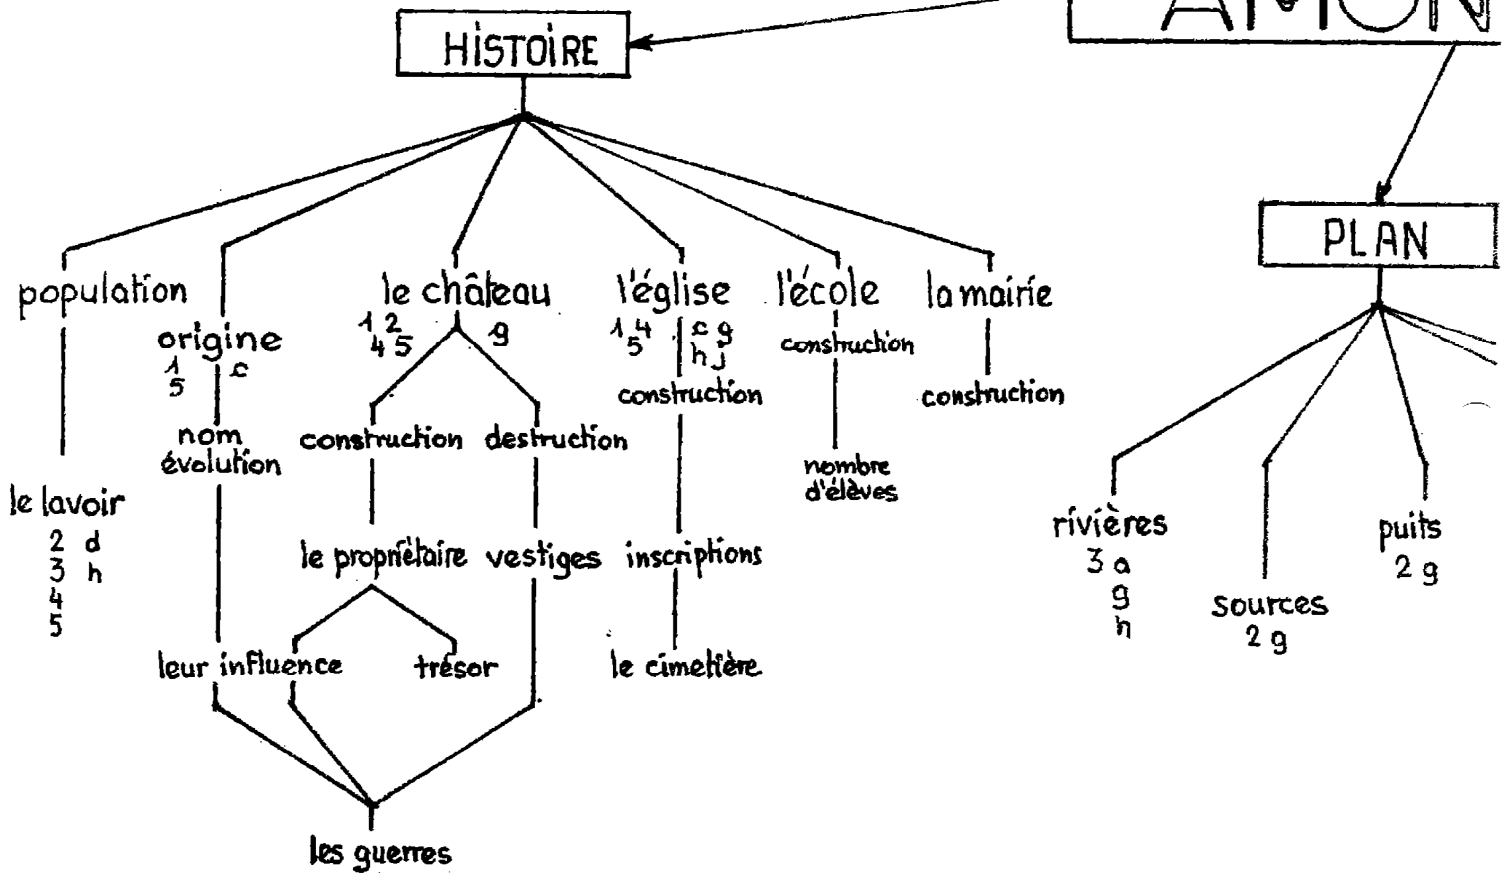 AMON
HISTOIRE
PLAN
population
origine
1 c
5
le château
1 2 g
4 5
l'église
1 4 c g
5 h j
l'école
la mairie
construction
construction
construction
nom
évolution
construction
destruction
nombre
d'élèves
le lavoir
2 d
3 h
4
5
le propriétaire
vestiges
inscriptions
leur influence
trésor
le cimetière
les guerres
rivières
3 a
g
h
sources
2 g
puits
2 g